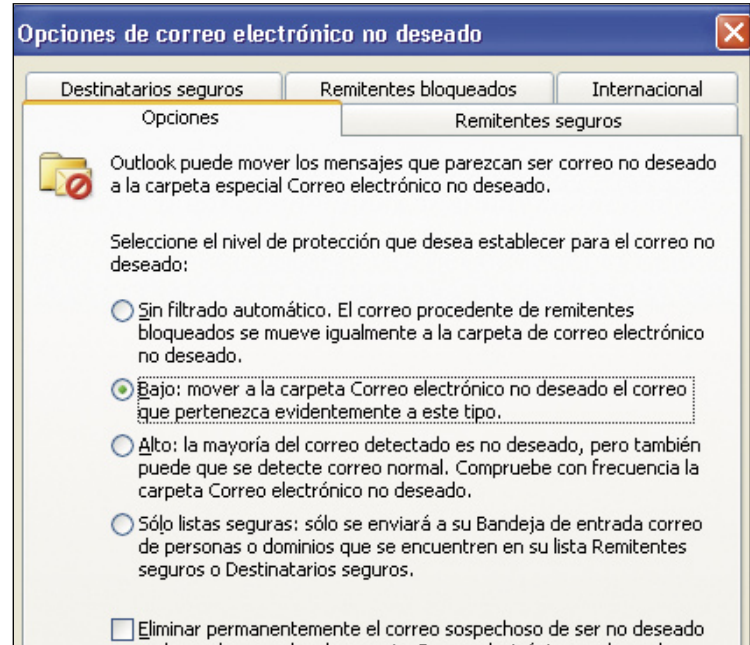 Opciones de correo electrónico no deseado
Destinatarios seguros
Remitentes bloqueados
Internacional
Opciones
Remitentes seguros
Outlook puede mover los mensajes que parezcan ser correo no deseado
a la carpeta especial Correo electrónico no deseado.
Seleccione el nivel de protección que desea establecer para el correo no
deseado:
Sin filtrado automático. El correo procedente de remitentes
bloqueados se mueve igualmente a la carpeta de correo electrónico
no deseado.
Bajo: mover a la carpeta Correo electrónico no deseado el correo
que pertenezca evidentemente a este tipo.
Alto: la mayoría del correo detectado es no deseado, pero también
puede que se detecte correo normal. Compruebe con frecuencia la
carpeta Correo electrónico no deseado.
Sólo listas seguras: sólo se enviará a su Bandeja de entrada correo
de personas o dominios que se encuentren en su lista Remitentes
seguros o Destinatarios seguros.
Eliminar permanentemente el correo sospechoso de ser no deseado